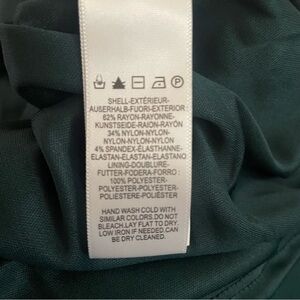 P
SHELL-EXTÉRIEUR-
AUßERHALB-FUORI-EXTERIOR:
62% RAYON-RAYONNE-
KUNSTSEIDE-RAION-RAYÓN
34% NYLON-NYLON-
NYLON-NYLON-NYLON
4% SPANDEX-ÉLASTHANNE-
ELASTAN-ELASTAN-ELASTANO
LINING-DOUBLURE-
FUTTER-FODERA-FORRO:
100% POLYESTER-
POLYESTER-POLYESTER-
POLIESTERE-POLIÉSTER
HAND WASH COLD WITH
SIMILAR COLORS.DO NOT
BLEACH.LAY FLAT TO DRY.
LOW IRON IF NEEDED.CAN
BE DRY CLEANED.